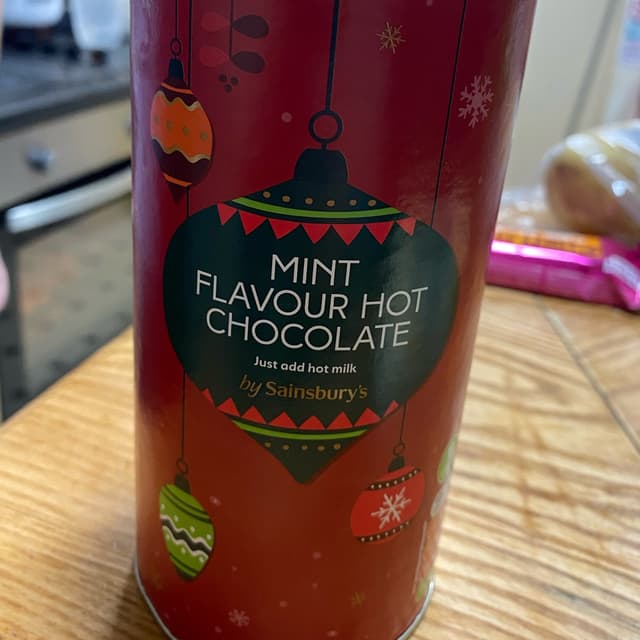 MINT
FLAVOUR HOT
CHOCOLATE
Just add hot milk
by Sainsbury's